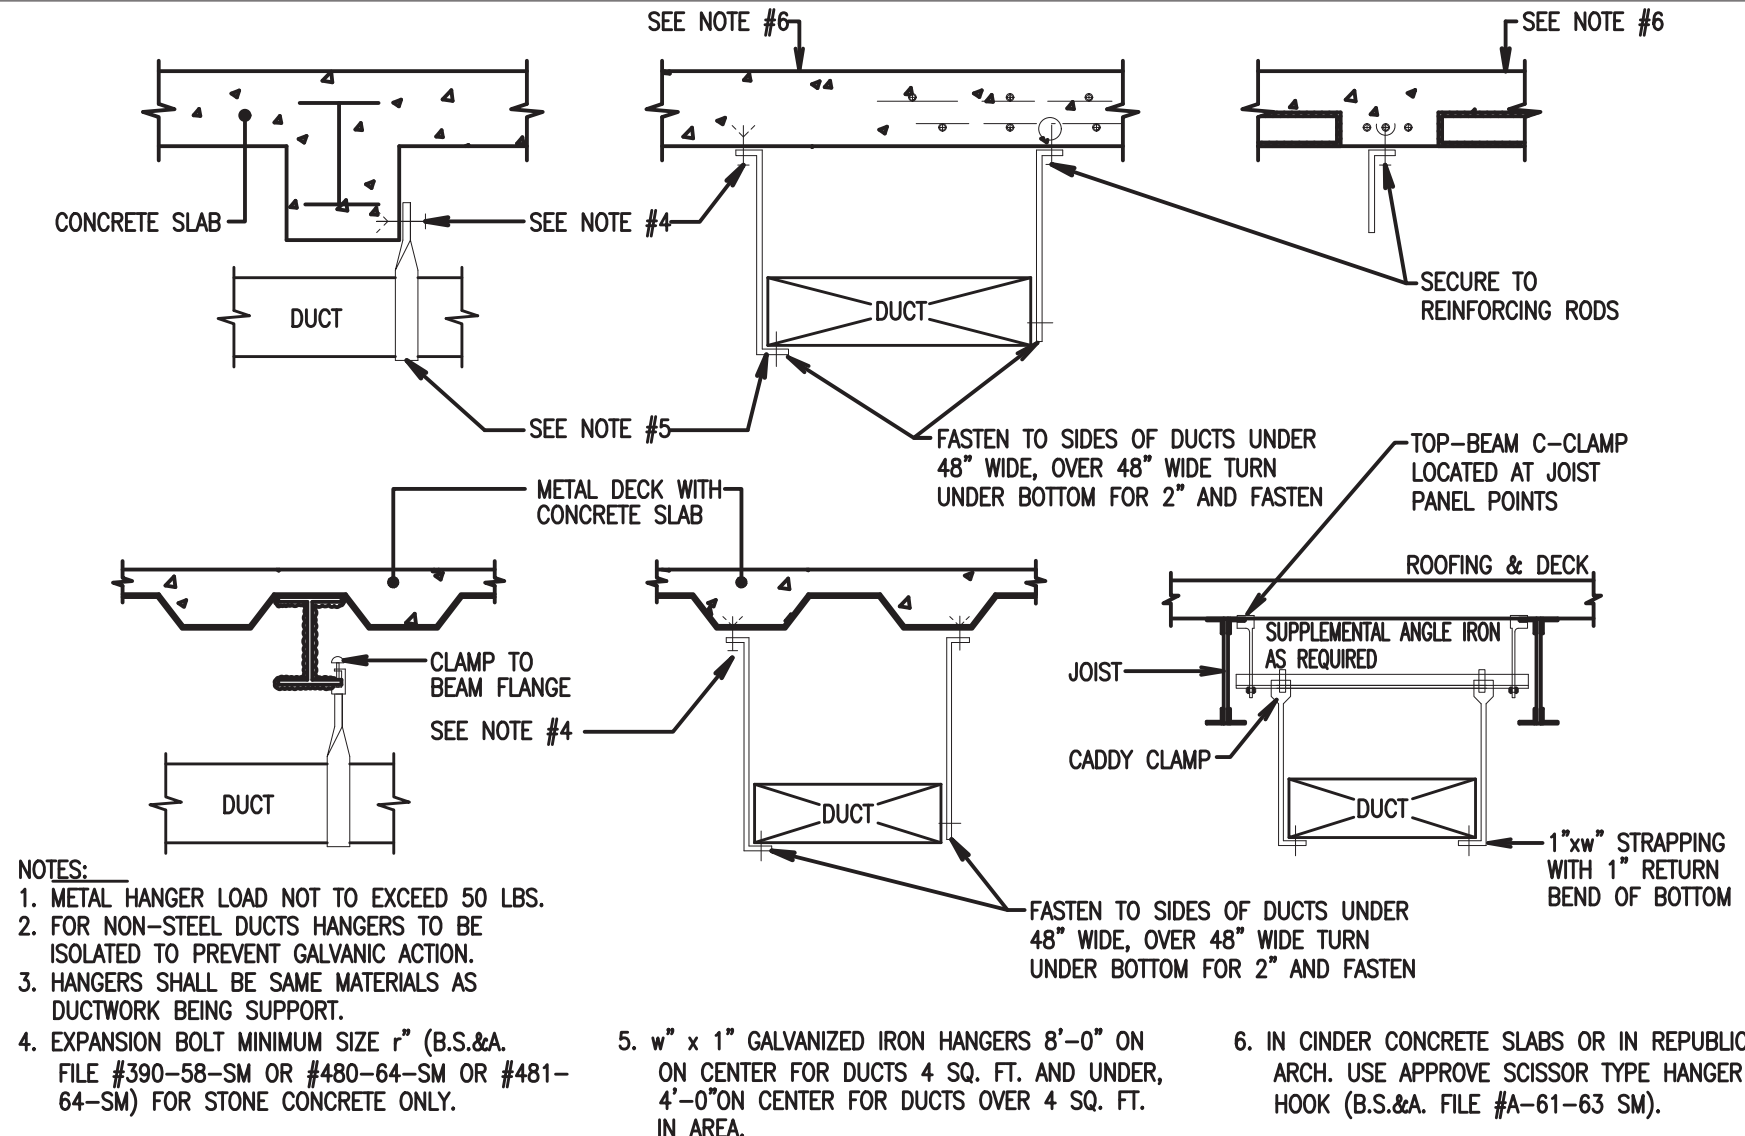 SEE NOTE #6
SEE NOTE #6
CONCRETE SLAB
SEE NOTE #4
SECURE TO
REINFORCING RODS
DUCT
DUCT
SEE NOTE #5
FASTEN TO SIDES OF DUCTS UNDER
48" WIDE, OVER 48" WIDE TURN
UNDER BOTTOM FOR 2" AND FASTEN
TOP-BEAM C-CLAMP
LOCATED AT JOIST
PANEL POINTS
METAL DECK WITH
CONCRETE SLAB
ROOFING & DECK
SUPPLEMENTAL ANGLE IRON
AS REQUIRED
JOIST
CLAMP TO
BEAM FLANGE
SEE NOTE #4
CADDY CLAMP
DUCT
DUCT
DUCT
1"xw" STRAPPING
WITH 1" RETURN
BEND OF BOTTOM
FASTEN TO SIDES OF DUCTS UNDER
48" WIDE, OVER 48" WIDE TURN
UNDER BOTTOM FOR 2" AND FASTEN
NOTES:
1. METAL HANGER LOAD NOT TO EXCEED 50 LBS.
2. FOR NON-STEEL DUCTS HANGERS TO BE
ISOLATED TO PREVENT GALVANIC ACTION.
3. HANGERS SHALL BE SAME MATERIALS AS
DUCTWORK BEING SUPPORT.
4. EXPANSION BOLT MINIMUM SIZE r" (B.S.&A.
FILE #390-58-SM OR #480-64-SM OR #481-
64-SM) FOR STONE CONCRETE ONLY.
5. w" x 1" GALVANIZED IRON HANGERS 8'-0" ON
ON CENTER FOR DUCTS 4 SQ. FT. AND UNDER,
4'-0"ON CENTER FOR DUCTS OVER 4 SQ. FT.
IN AREA.
6. IN CINDER CONCRETE SLABS OR IN REPUBLIC
ARCH. USE APPROVE SCISSOR TYPE HANGER
HOOK (B.S.&A. FILE #A-61-63 SM).